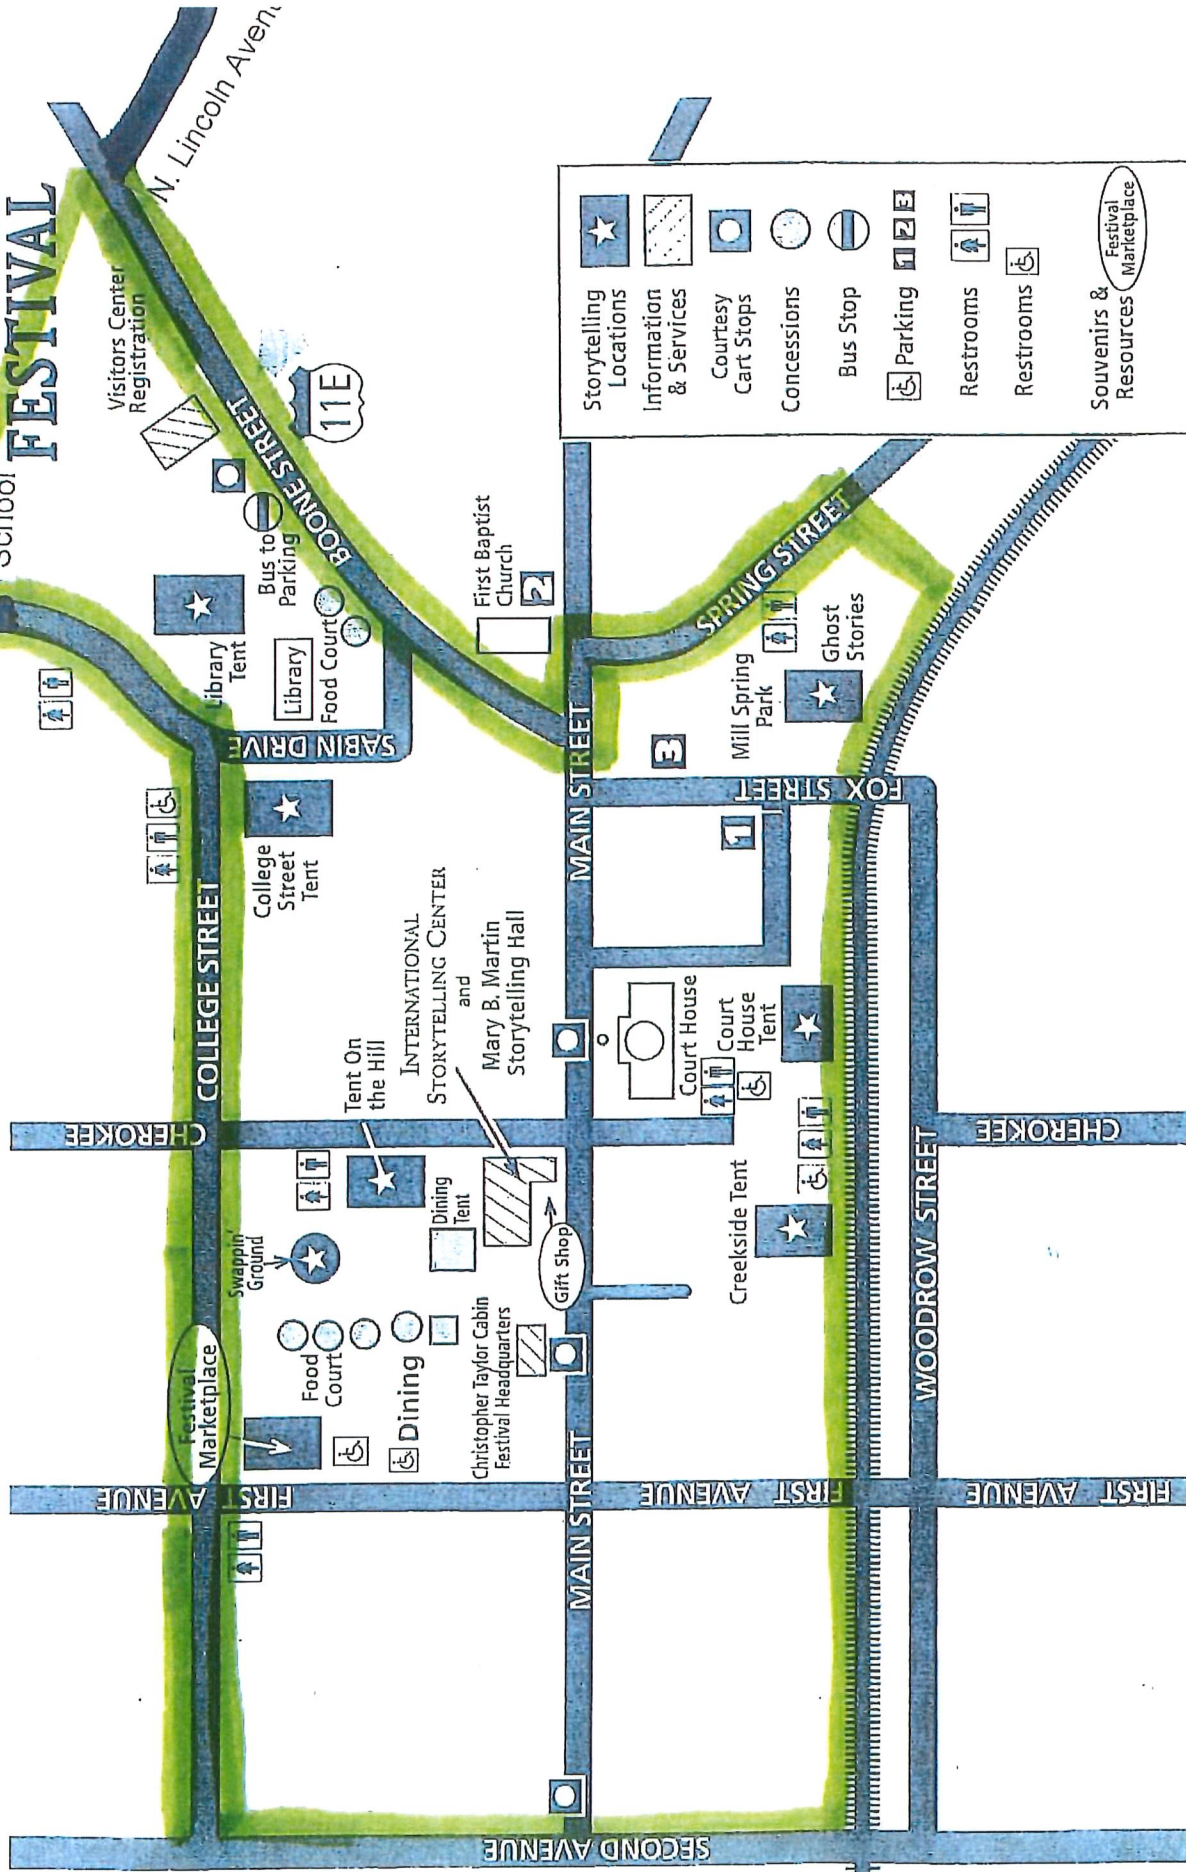 School
FESTIVAL
N. Lincoln Avenu
Visitors Center
Registration
BOONE STREET
11E
Bus to
Parking
Library
Tent
Library
Food Court
SABIN DRIVE
College
Street
Tent
COLLEGE STREET
CHEROKEE
Tent On
the Hill
INTERNATIONAL
STORYTELLING CENTER
and
Mary B. Martin
Storytelling Hall
Swappin'
Ground
Dining
Tent
Gift Shop
Festival
Marketplace
Food
Court
Dining
Christopher Taylor Cabin
Festival Headquarters
FIRST AVENUE
MAIN STREET
MAIN STREET
First Baptist
Church
2
SPRING STREET
Mill Spring
Park
Ghost
Stories
3
1
FOX STREET
Court House
Court
House
Tent
Creekside Tent
FIRST AVENUE
SECOND AVENUE
WOODROW STREET
CHEROKEE
FIRST AVENUE
Storytelling
Locations
Information
& Services
Courtesy
Cart Stops
Concessions
Bus Stop
Parking 1 2 3
Restrooms
Restrooms
Souvenirs &
Resources
Festival
Marketplace